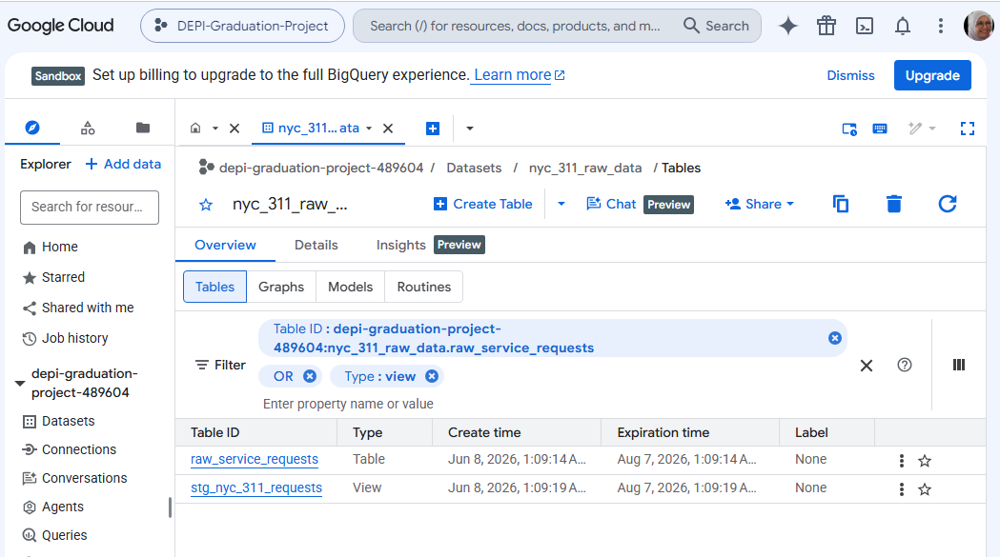 Google Cloud
DEPI-Graduation-Project
Search (/) for resources, docs, products, and m...
Search
Sandbox Set up billing to upgrade to the full BigQuery experience. Learn more
Dismiss
Upgrade
nyc_311...ata
Explorer
Add data
depi-graduation-project-489604 / Datasets / nyc_311_raw_data / Tables
Search for resour...
nyc_311_raw_...
Create Table
Chat Preview
Share
Home
Starred
Shared with me
Job history
depi-graduation-
project-489604
Datasets
Connections
Conversations
Agents
Queries
Overview
Details
Insights Preview
Tables
Graphs
Models
Routines
Filter
Table ID : depi-graduation-project-
489604:nyc_311_raw_data.raw_service_requests
OR
Type : view
Enter property name or value
Table ID Type Create time Expiration time Label
raw_service_requests Table Jun 8, 2026, 1:09:14 A... Aug 7, 2026, 1:09:14 A... None
stg_nyc_311_requests View Jun 8, 2026, 1:09:19 A... Aug 7, 2026, 1:09:19 A... None